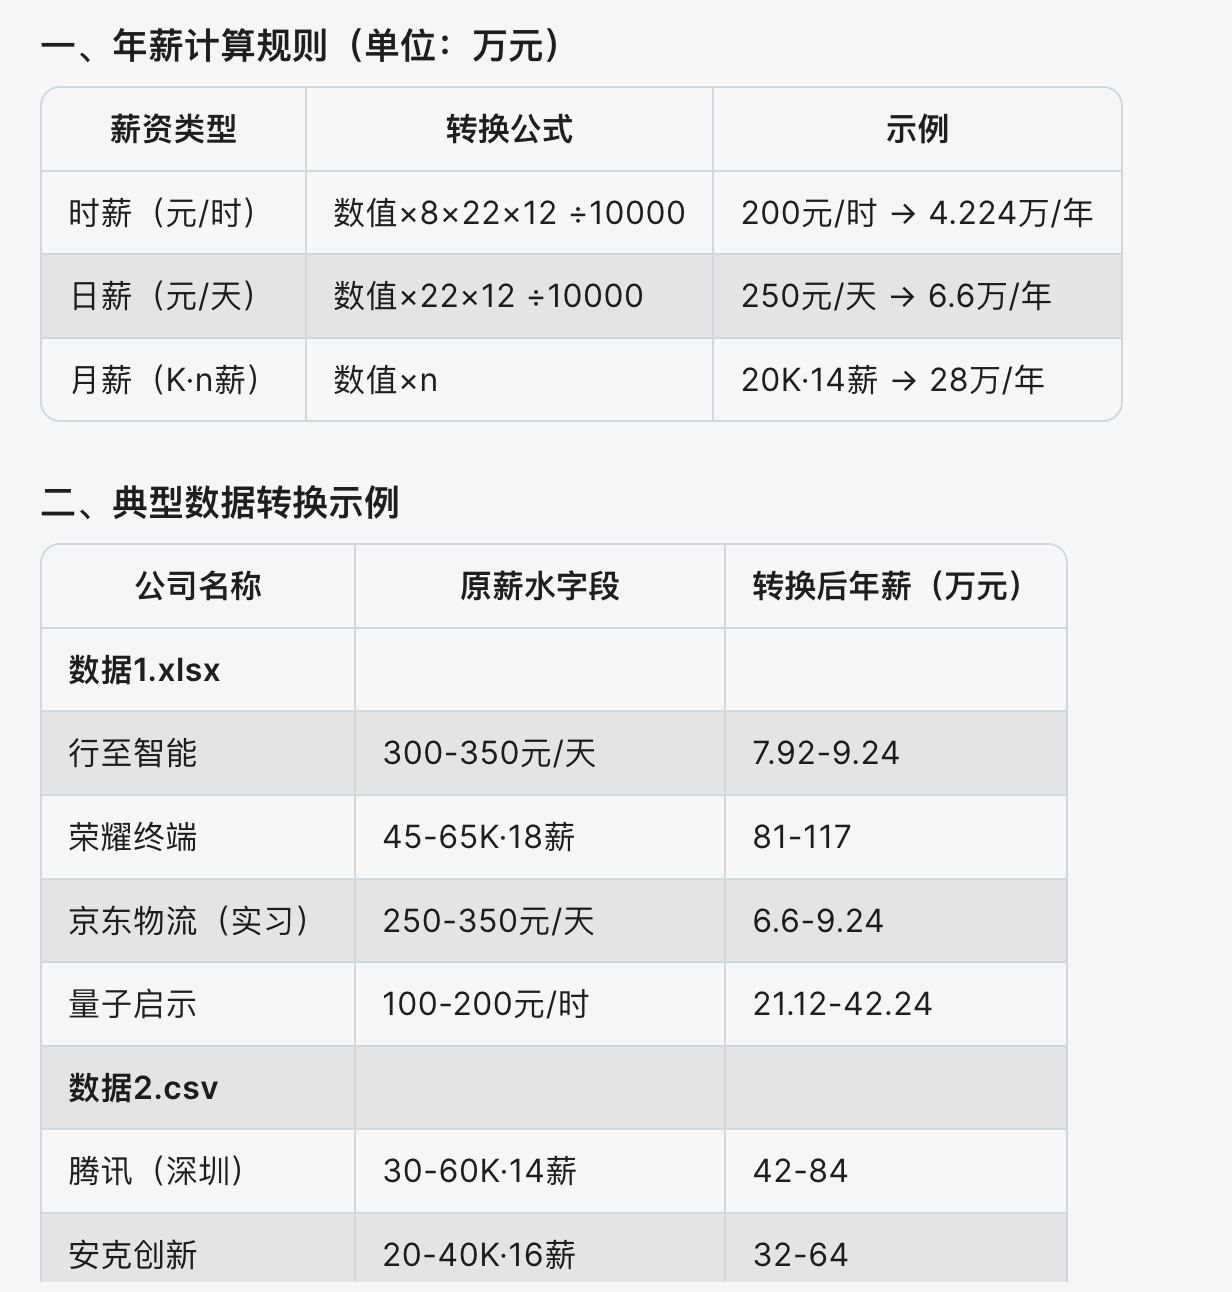 一、年薪计算规则（单位：万元）
薪资类型 转换公式 示例
时薪（元/时） 数值×8×22×12 ÷10000 200元/时 → 4.224万/年
日薪（元/天） 数值×22×12 ÷10000 250元/天 → 6.6万/年
月薪（K·n薪） 数值×n 20K·14薪 → 28万/年
二、典型数据转换示例
公司名称 原薪水字段 转换后年薪（万元）
数据1.xlsx
行至智能 300-350元/天 7.92-9.24
荣耀终端 45-65K·18薪 81-117
京东物流（实习） 250-350元/天 6.6-9.24
量子启示 100-200元/时 21.12-42.24
数据2.csv
腾讯（深圳） 30-60K·14薪 42-84
安克创新 20-40K·16薪 32-64